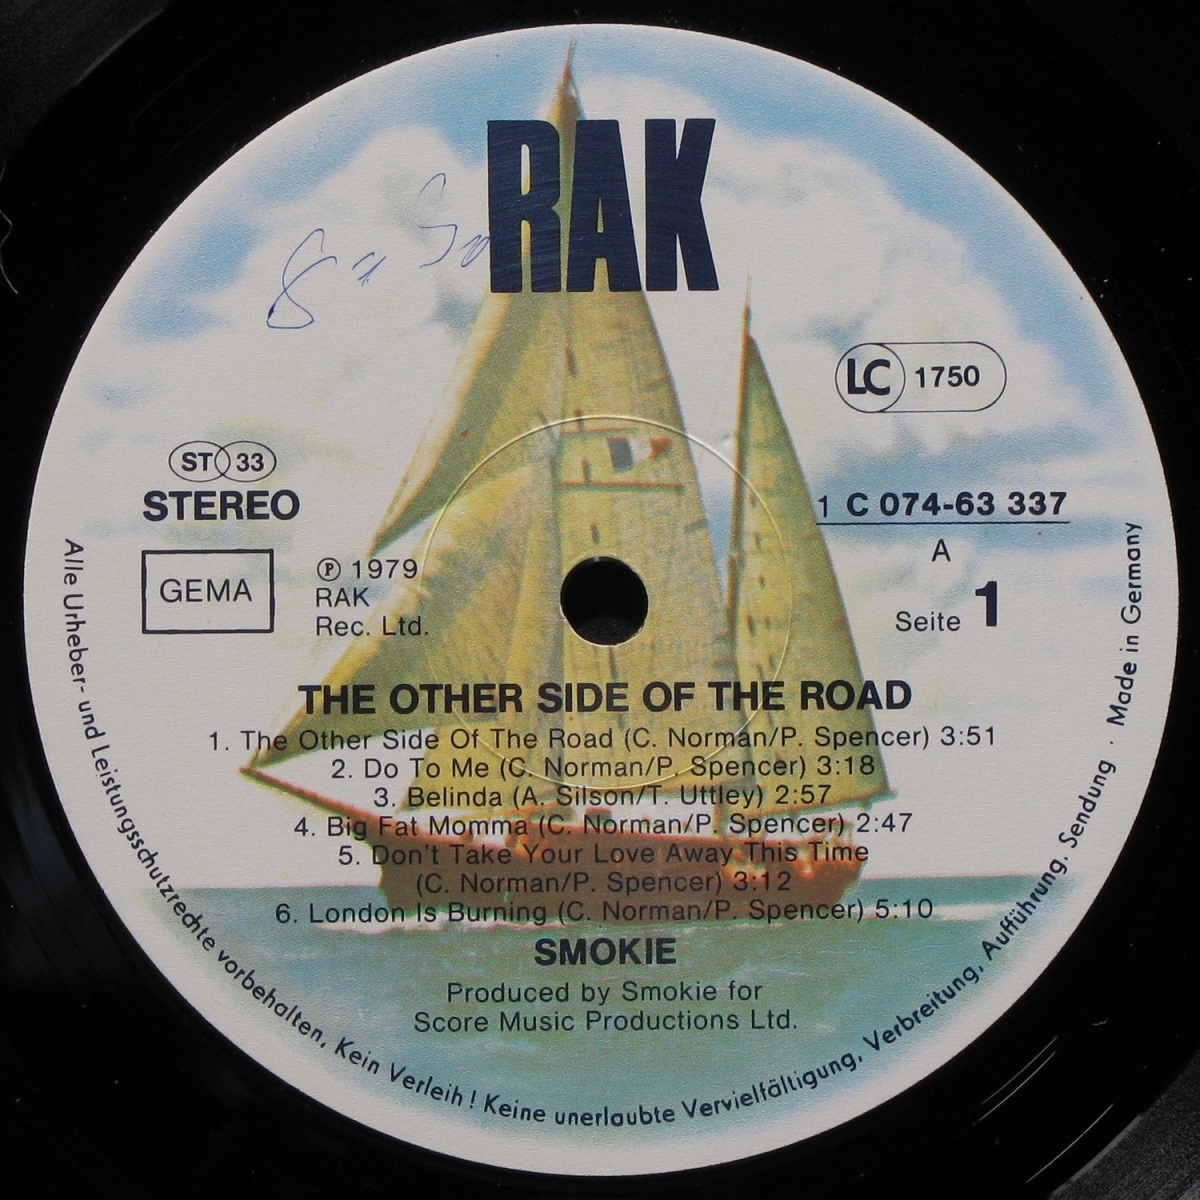 RAK
LC 1750
ST 33
STEREO
1 C 074-63 337
A
Seite 1
GEMA
℗ 1979
RAK
Rec. Ltd.
THE OTHER SIDE OF THE ROAD
1. The Other Side Of The Road (C. Norman/P. Spencer) 3:51
2. Do To Me (C. Norman/P. Spencer) 3:18
3. Belinda (A. Silson/T. Uttley) 2:57
4. Big Fat Momma (C. Norman/P. Spencer) 2:47
5. Don't Take Your Love Away This Time
(C. Norman/P. Spencer) 3:12
6. London Is Burning (C. Norman/P. Spencer) 5:10
SMOKIE
Produced by Smokie for
Score Music Productions Ltd.
Alle Urheber- und Leistungsschutzrechte vorbehalten, Kein Verleih! Keine unerlaubte Vervielfältigung, Verbreitung, Aufführung, Sendung · Made in Germany